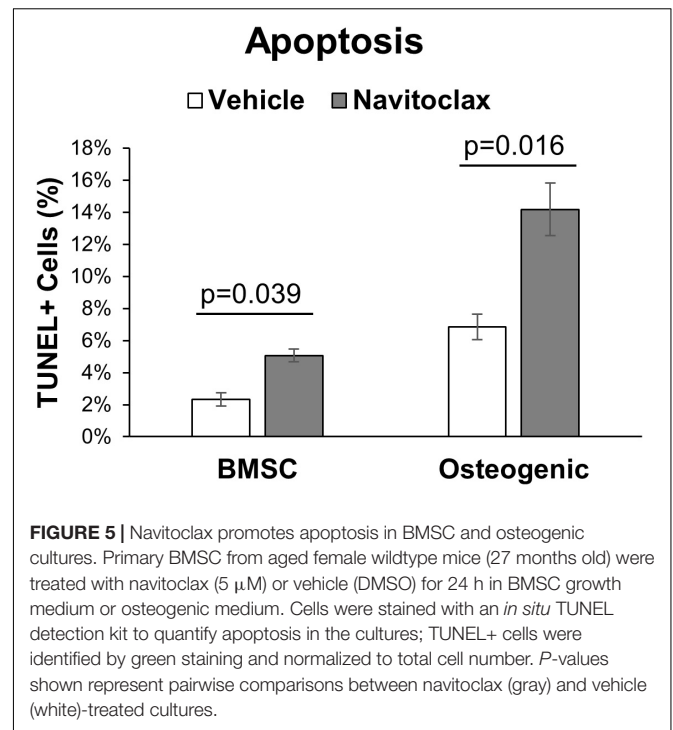 Apoptosis
Vehicle Navitoclax
TUNEL+ Cells (%)
18%
16%
14%
12%
10%
8%
6%
4%
2%
0%
p=0.039
p=0.016
BMSC Osteogenic
FIGURE 5 | Navitoclax promotes apoptosis in BMSC and osteogenic
cultures. Primary BMSC from aged female wildtype mice (27 months old) were
treated with navitoclax (5 μM) or vehicle (DMSO) for 24 h in BMSC growth
medium or osteogenic medium. Cells were stained with an in situ TUNEL
detection kit to quantify apoptosis in the cultures; TUNEL+ cells were
identified by green staining and normalized to total cell number. P-values
shown represent pairwise comparisons between navitoclax (gray) and vehicle
(white)-treated cultures.